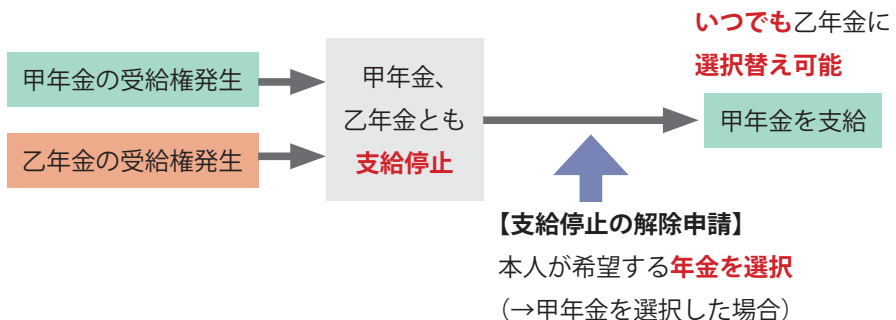 甲年金の受給権発生
乙年金の受給権発生
甲年金、
乙年金とも
支給停止
いつでも乙年金に
選択替え可能
甲年金を支給
【支給停止の解除申請】
本人が希望する年金を選択
（→甲年金を選択した場合）